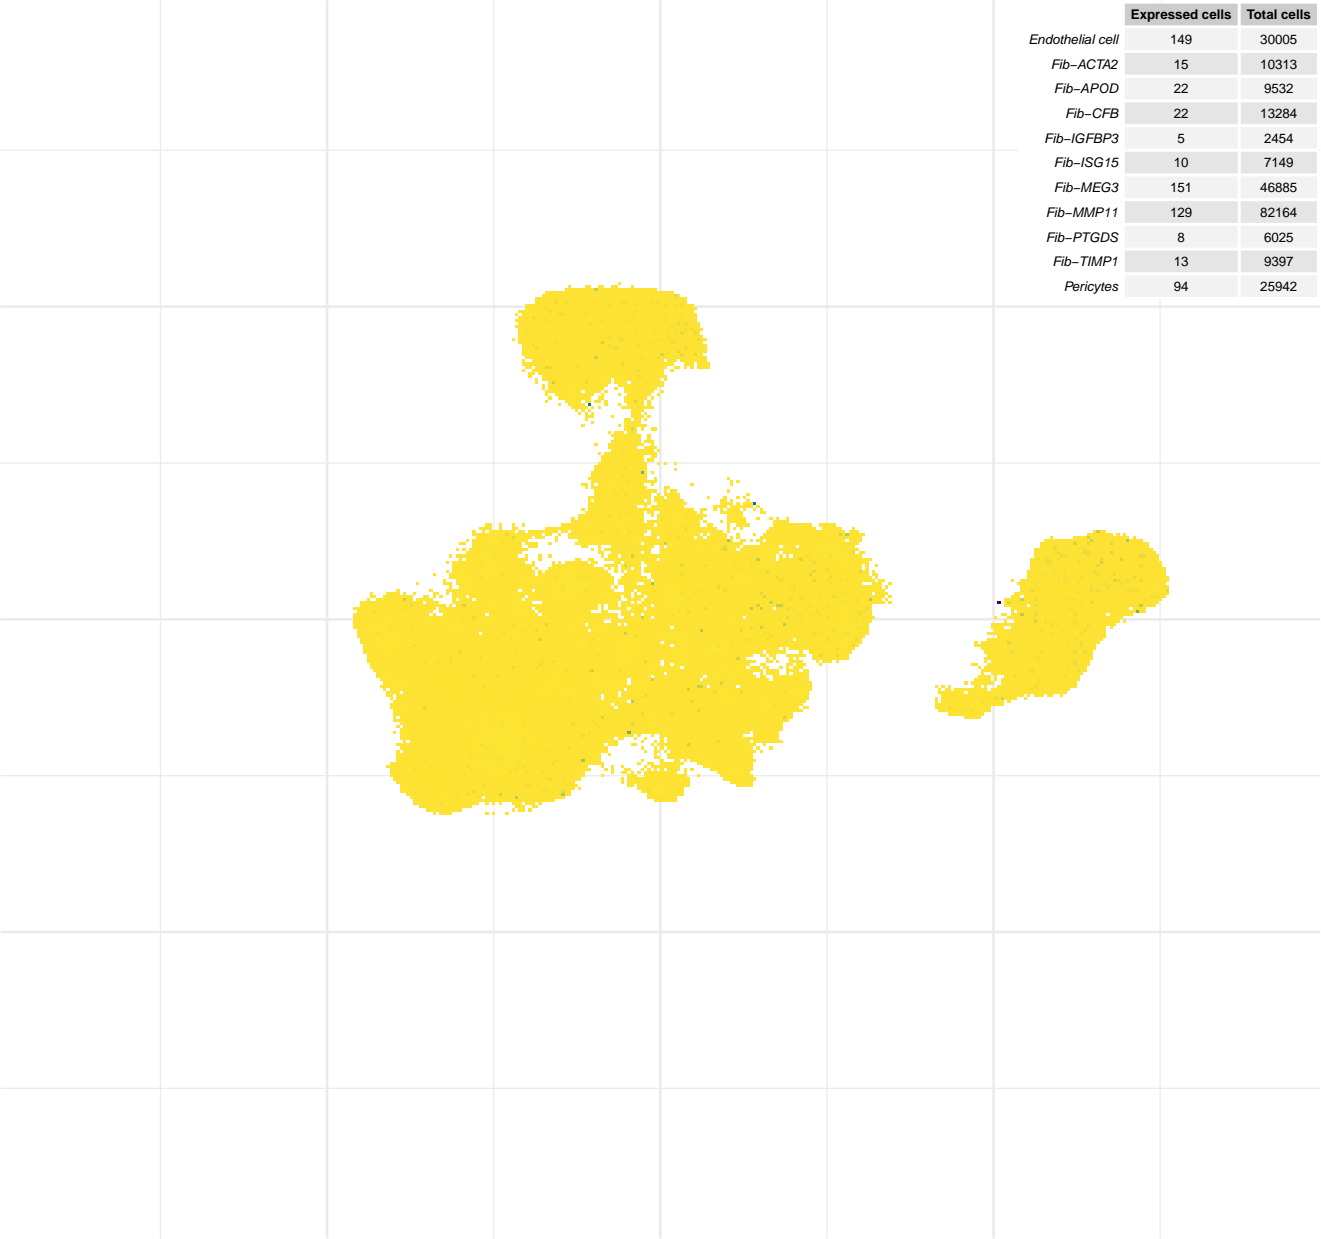 Expressed cells Total cells
Endothelial cell 149 30005
Fib−ACTA2 15 10313
Fib−APOD 22 9532
Fib−CFB 22 13284
Fib−IGFBP3 5 2454
Fib−ISG15 10 7149
Fib−MEG3 151 46885
Fib−MMP11 129 82164
Fib−PTGDS 8 6025
Fib−TIMP1 13 9397
Pericytes 94 25942